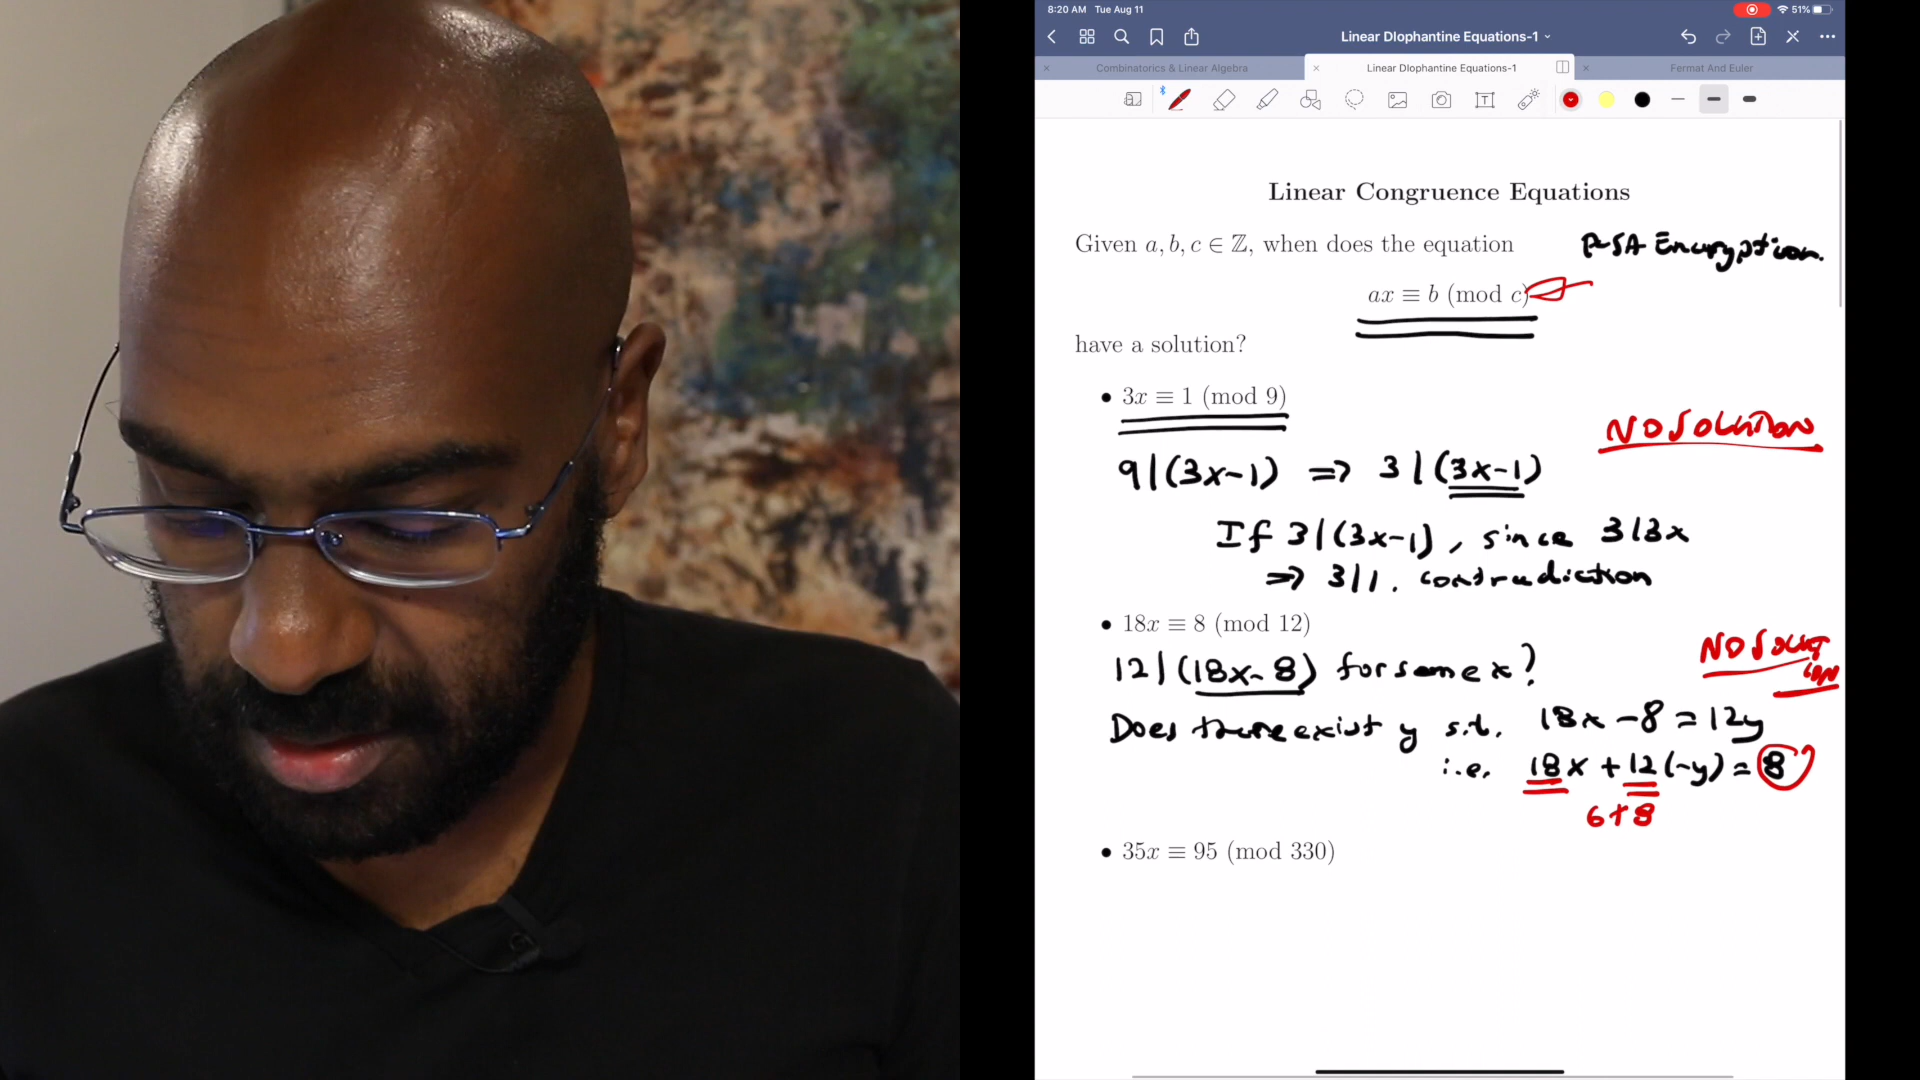 8:20 AM Tue Aug 11
51%
Linear DIophantine Equations-1
Combinatorics & Linear Algebra
Linear DIophantine Equations-1
Fermat And Euler
Linear Congruence Equations
Given a, b, c ∈ ℤ, when does the equation
RSA Encryption.
ax ≡ b (mod c)
have a solution?
• 3x ≡ 1 (mod 9)
NO SOLUTION
9|(3x-1) => 3|(3x-1)
If 3|(3x-1), since 3|3x
=> 3|1. contradiction
• 18x ≡ 8 (mod 12)
NO SOLUTION
12|(18x-8) for some x?
Does there exist y s.t. 18x-8=12y
i.e. 18x+12(-y)=8
6∤8
• 35x ≡ 95 (mod 330)